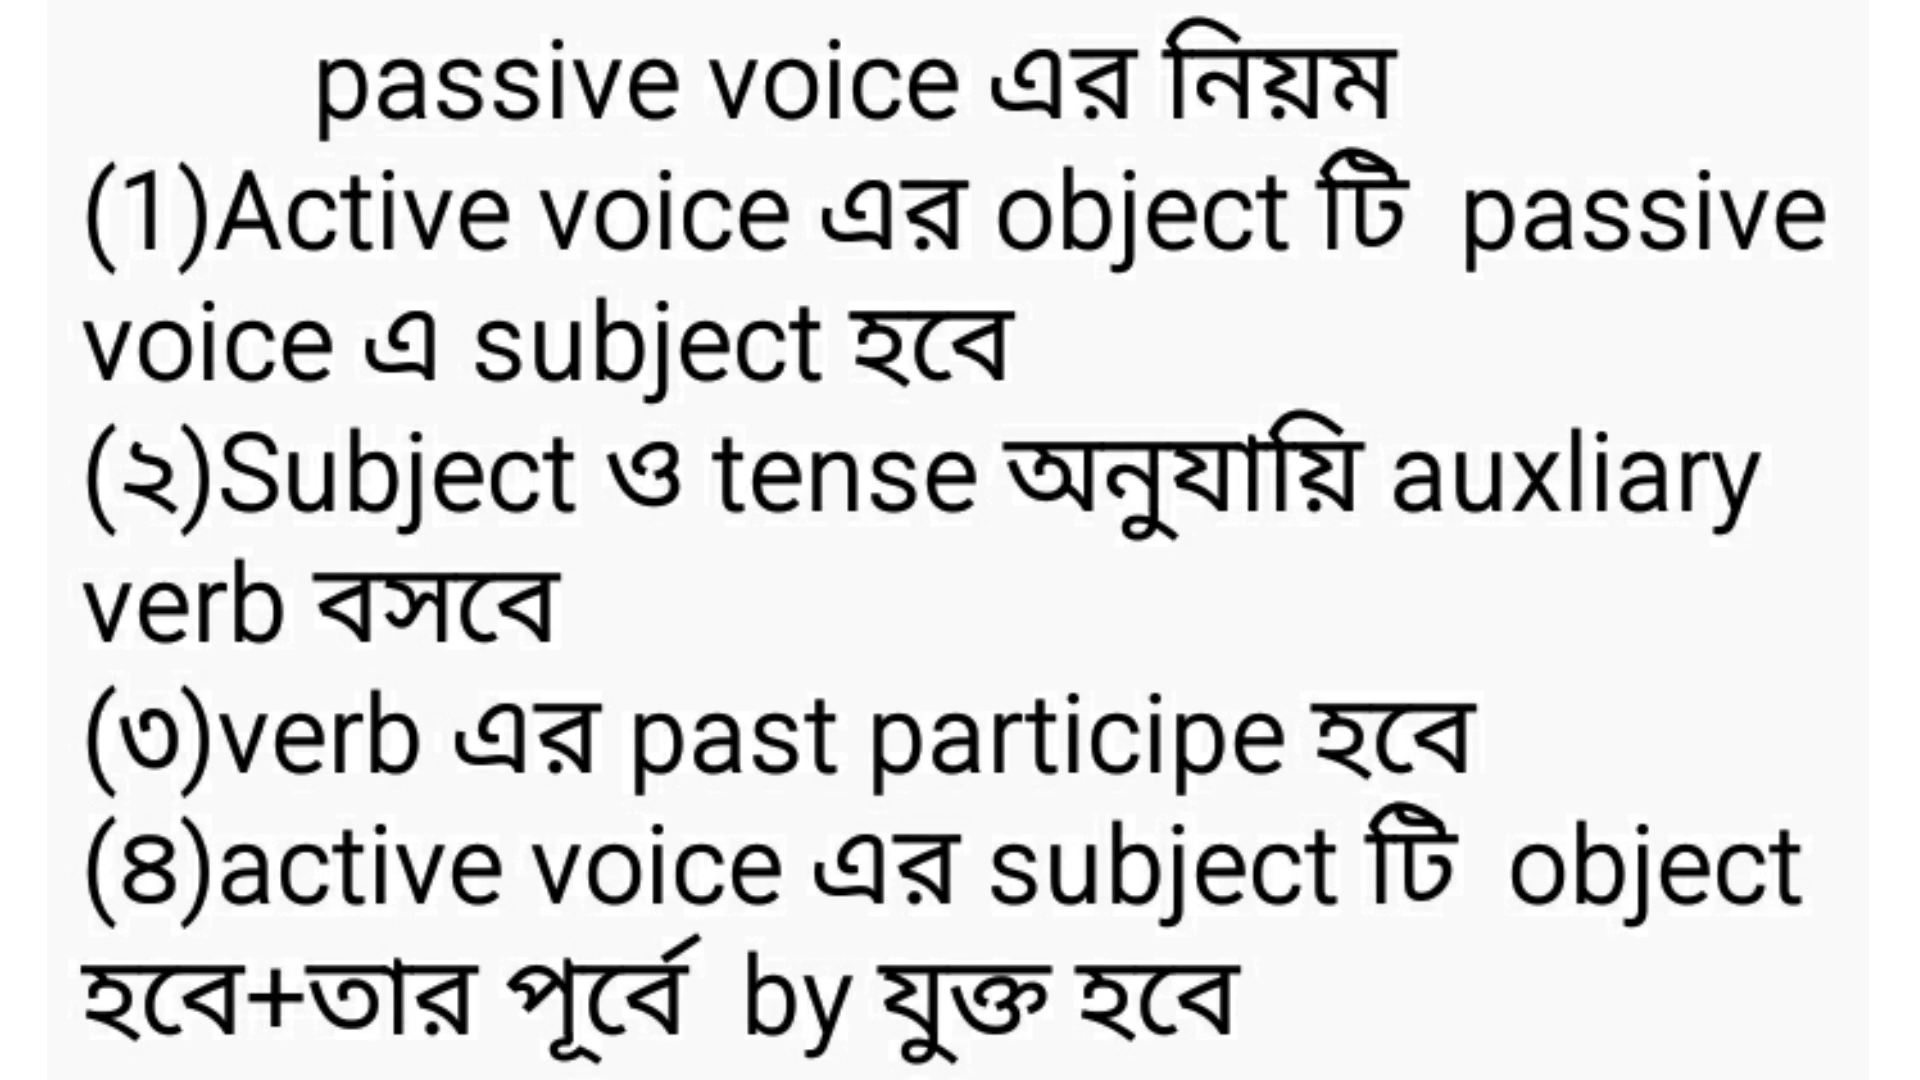 passive voice এর নিয়ম
(1)Active voice এর object টি passive
voice এ subject হবে
(২)Subject ও tense অনুযায়ি auxliary
verb বসবে
(৩)verb এর past participe হবে
(৪)active voice এর subject টি object
হবে+তার পূর্বে by যুক্ত হবে